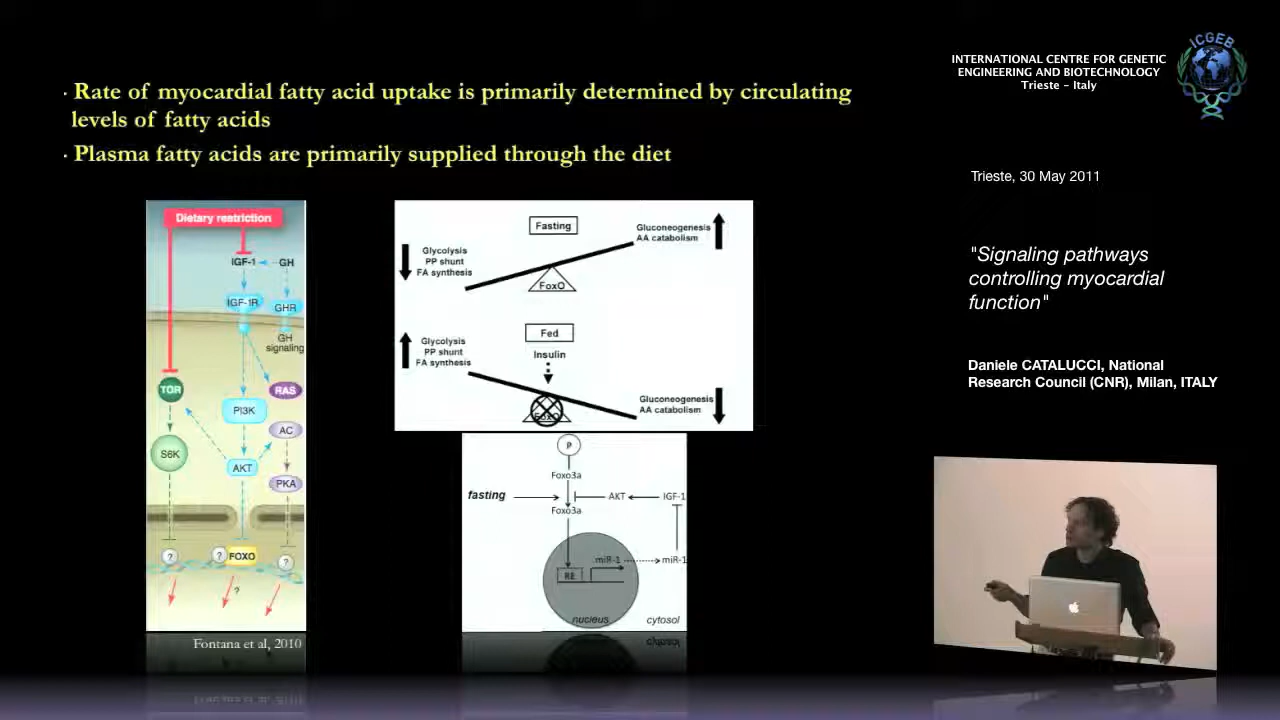 · Rate of myocardial fatty acid uptake is primarily determined by circulating
levels of fatty acids
· Plasma fatty acids are primarily supplied through the diet
Dietary restriction
IGF-1
GH
IGF-1R
GHR
GH
signaling
TOR
RAS
PI3K
AC
S6K
AKT
PKA
?
?
FOXO
?
?
Fontana et al, 2010
Fasting
Gluconeogenesis
AA catabolism
Glycolysis
PP shunt
FA synthesis
FoxO
Fed
Insulin
Glycolysis
PP shunt
FA synthesis
Gluconeogenesis
AA catabolism
FoxO
P
Foxo3a
fasting
AKT
IGF-1
Foxo3a
miR-1
miR-1
RE
nucleus
cytosol
INTERNATIONAL CENTRE FOR GENETIC
ENGINEERING AND BIOTECHNOLOGY
Trieste - Italy
ICGEB
Trieste, 30 May 2011
"Signaling pathways
controlling myocardial
function"
Daniele CATALUCCI, National
Research Council (CNR), Milan, ITALY